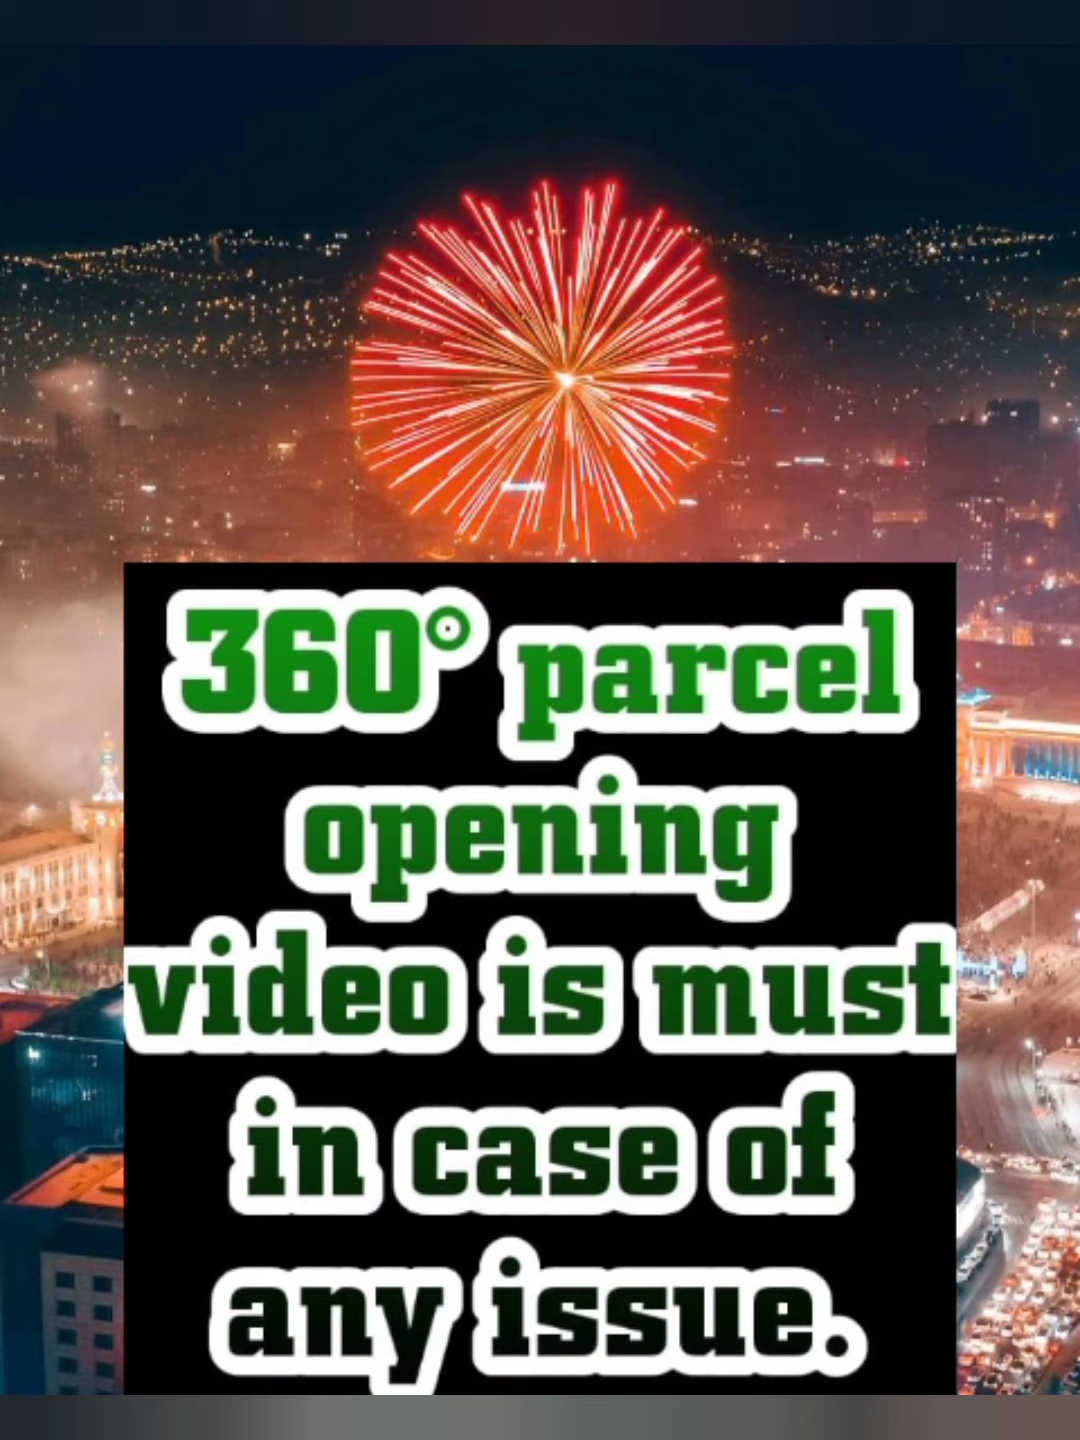 360° parcel
opening
video is must
in case of
any issue.